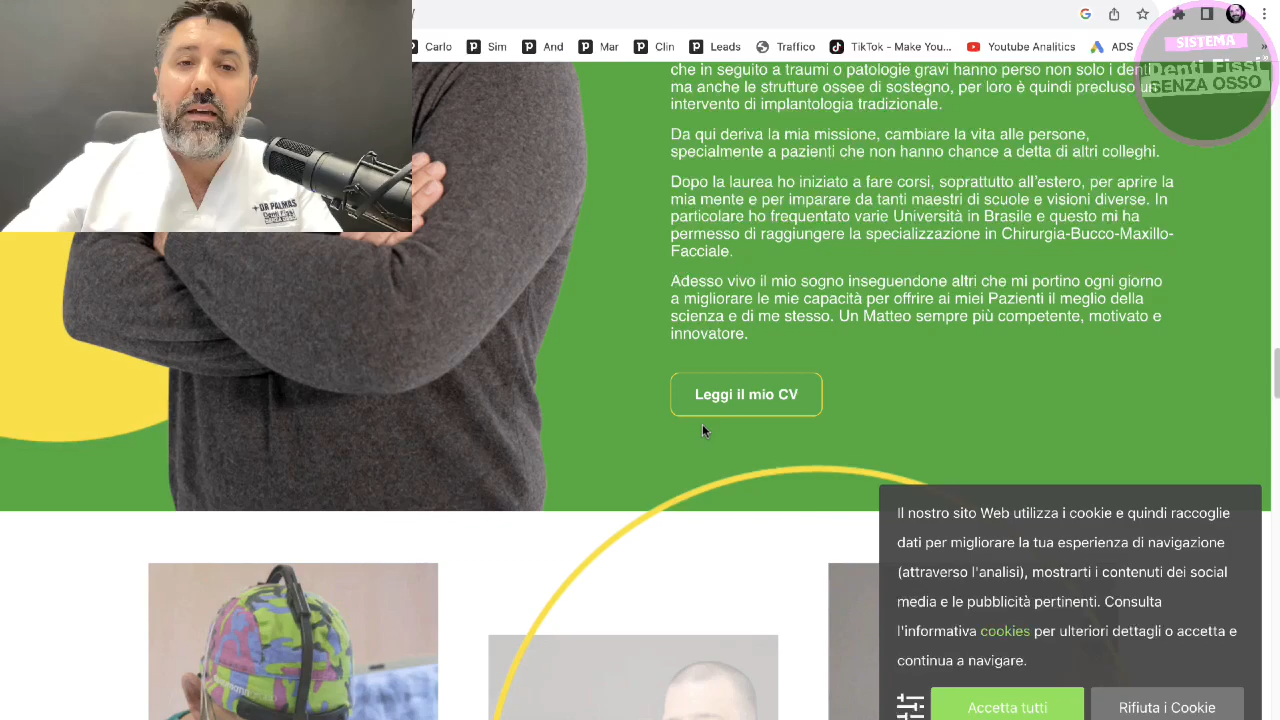 Carlo
Sim
And
Mar
Clin
Leads
Traffico
TikTok - Make You...
Youtube Analitics
ADS
SISTEMA
Denti Fissi
SENZA OSSO
che in seguito a traumi o patologie gravi hanno perso non solo i denti
ma anche le strutture ossee di sostegno, per loro è quindi precluso un
intervento di implantologia tradizionale.
Da qui deriva la mia missione, cambiare la vita alle persone,
specialmente a pazienti che non hanno chance a detta di altri colleghi.
Dopo la laurea ho iniziato a fare corsi, soprattutto all'estero, per aprire la
mia mente e per imparare da tanti maestri di scuole e visioni diverse. In
particolare ho frequentato varie Università in Brasile e questo mi ha
permesso di raggiungere la specializzazione in Chirurgia-Bucco-Maxillo-
Facciale.
Adesso vivo il mio sogno inseguendone altri che mi portino ogni giorno
a migliorare le mie capacità per offrire ai miei Pazienti il meglio della
scienza e di me stesso. Un Matteo sempre più competente, motivato e
innovatore.
Leggi il mio CV
+DR PALMAS
Denti Fissi
SENZA OSSO
Il nostro sito Web utilizza i cookie e quindi raccoglie
dati per migliorare la tua esperienza di navigazione
(attraverso l'analisi), mostrarti i contenuti dei social
media e le pubblicità pertinenti. Consulta
l'informativa cookies per ulteriori dettagli o accetta e
continua a navigare.
Accetta tutti
Rifiuta i Cookie